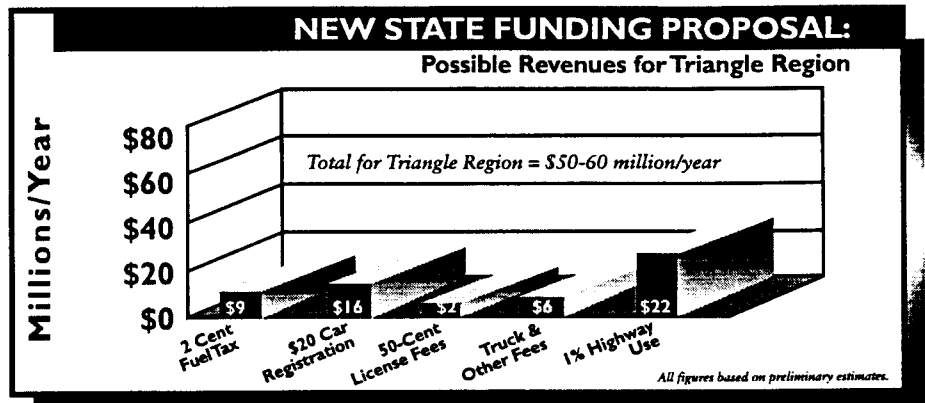 NEW STATE FUNDING PROPOSAL:
Possible Revenues for Triangle Region
Millions/Year
$80
$60
$40
$20
$0
Total for Triangle Region = $50-60 million/year
$9
$16
$2
$6
$22
2 Cent
Fuel Tax
$20 Car
Registration
50-Cent
License Fees
Truck &
Other Fees
1% Highway
Use
All figures based on preliminary estimates.